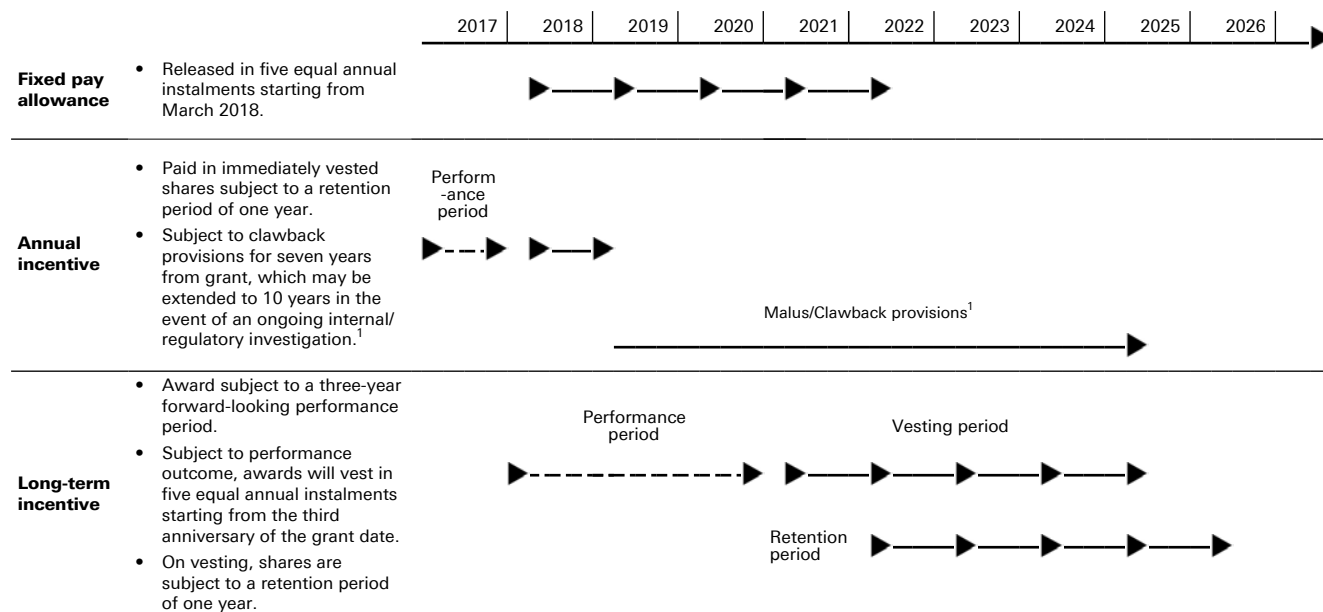 2017 2018 2019 2020 2021 2022 2023 2024 2025 2026
Fixed pay
allowance
• Released in five equal annual
instalments starting from
March 2018.
Annual
incentive
• Paid in immediately vested
shares subject to a retention
period of one year.
• Subject to clawback
provisions for seven years
from grant, which may be
extended to 10 years in the
event of an ongoing internal/
regulatory investigation.¹
Perform
-ance
period
Malus/Clawback provisions¹
Long-term
incentive
• Award subject to a three-year
forward-looking performance
period.
• Subject to performance
outcome, awards will vest in
five equal annual instalments
starting from the third
anniversary of the grant date.
• On vesting, shares are
subject to a retention period
of one year.
Performance
period
Vesting period
Retention
period